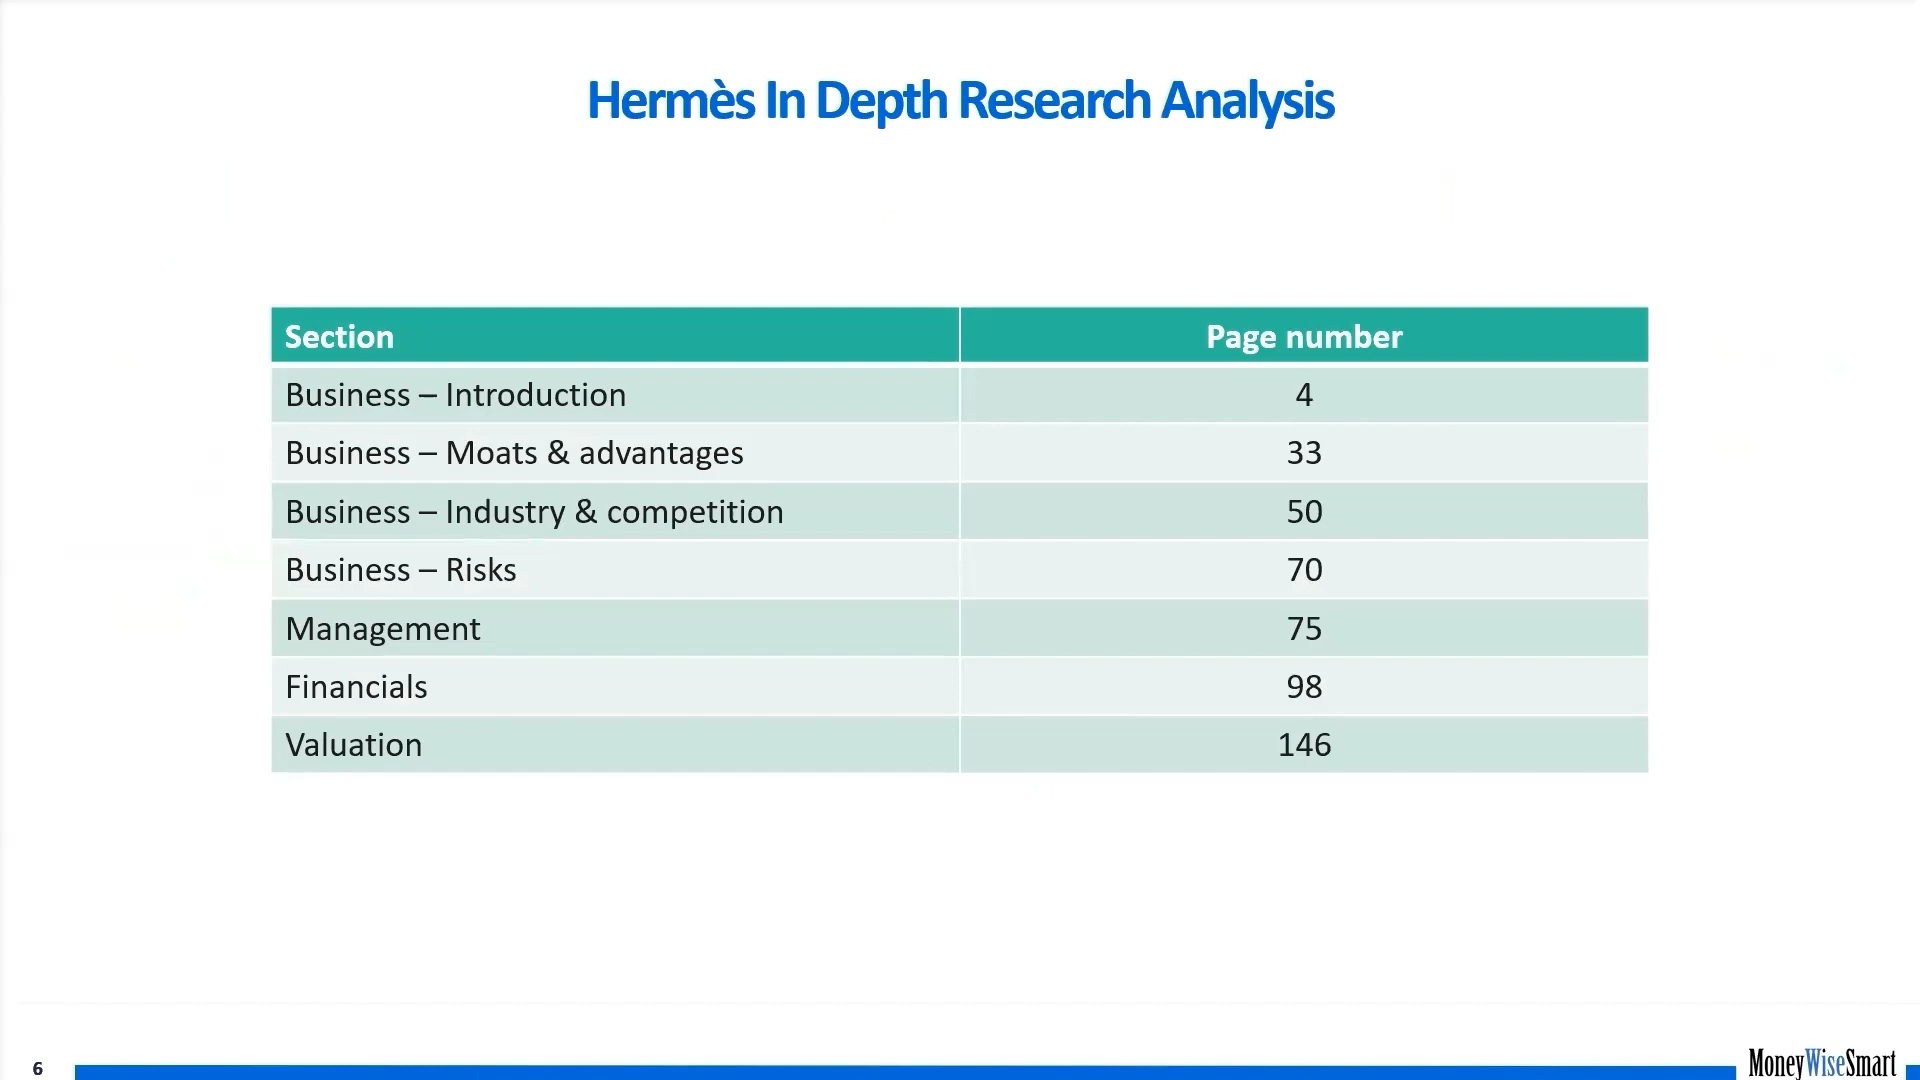 Hermès In Depth Research Analysis
Section Page number
Business – Introduction 4
Business – Moats & advantages 33
Business – Industry & competition 50
Business – Risks 70
Management 75
Financials 98
Valuation 146
6
MoneyWiseSmart